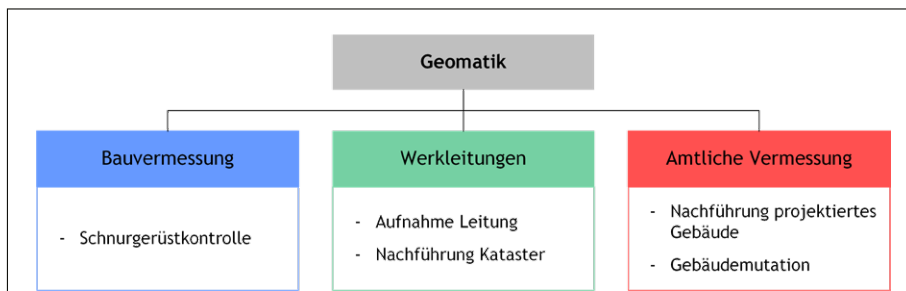 Geomatik
Bauvermessung
- Schnurgerüstkontrolle
Werkleitungen
- Aufnahme Leitung
- Nachführung Kataster
Amtliche Vermessung
- Nachführung projektiertes
Gebäude
- Gebäudemutation